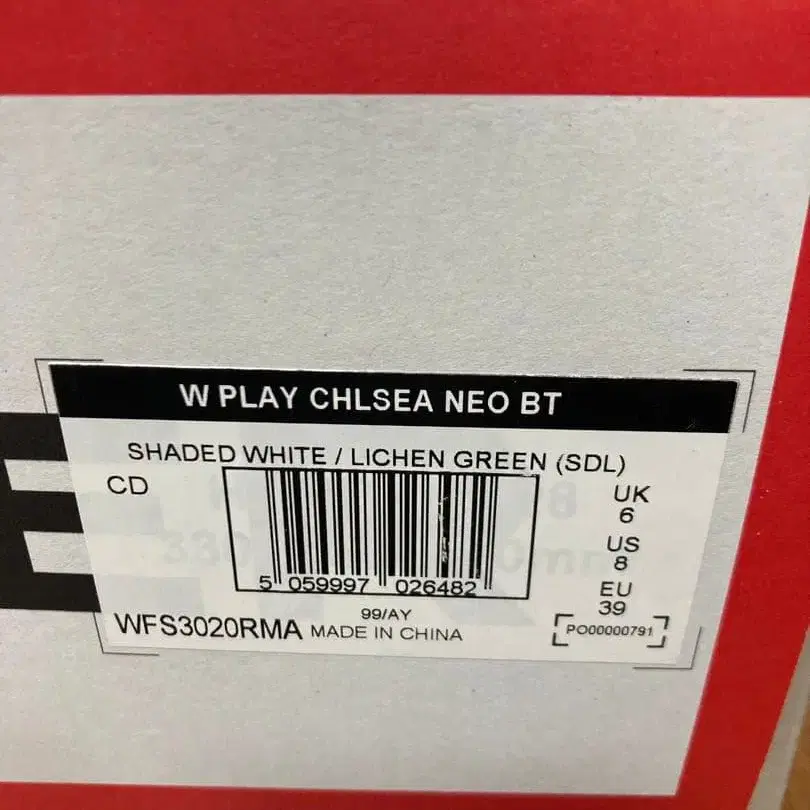 W PLAY CHLSEA NEO BT
SHADED WHITE / LICHEN GREEN (SDL)
CD
UK
6
US
8
EU
39
5 059997 026482
99/AY
WFS3020RMA MADE IN CHINA
PO00000791